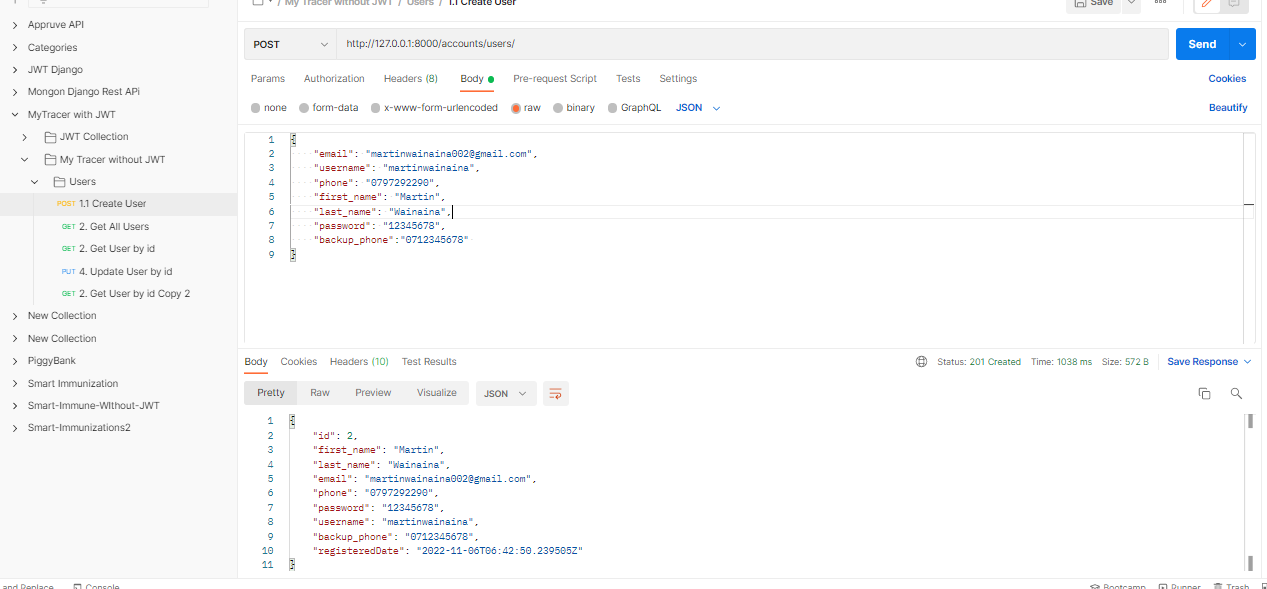 / My Tracer without JWT / Users / 1.1 Create User
Save
Appruve API
Categories
JWT Django
Mongon Django Rest APi
MyTracer with JWT
JWT Collection
My Tracer without JWT
Users
POST 1.1 Create User
GET 2. Get All Users
GET 2. Get User by id
PUT 4. Update User by id
GET 2. Get User by id Copy 2
New Collection
New Collection
PiggyBank
Smart Immunization
Smart-Immune-WIthout-JWT
Smart-Immunizations2
POST http://127.0.0.1:8000/accounts/users/ Send
Params Authorization Headers (8) Body Pre-request Script Tests Settings Cookies
none form-data x-www-form-urlencoded raw binary GraphQL JSON Beautify
1 {
2 "email": "martinwainaina002@gmail.com",
3 "username": "martinwainaina",
4 "phone": "0797292290",
5 "first_name": "Martin",
6 "last_name": "Wainaina",
7 "password": "12345678",
8 "backup_phone":"0712345678"
9 }
Body Cookies Headers (10) Test Results Status: 201 Created Time: 1038 ms Size: 572 B Save Response
Pretty Raw Preview Visualize JSON
1 {
2 "id": 2,
3 "first_name": "Martin",
4 "last_name": "Wainaina",
5 "email": "martinwainaina002@gmail.com",
6 "phone": "0797292290",
7 "password": "12345678",
8 "username": "martinwainaina",
9 "backup_phone": "0712345678",
10 "registeredDate": "2022-11-06T06:42:50.239505Z"
11 }
and Replace Console Bootcamp Runner Trash